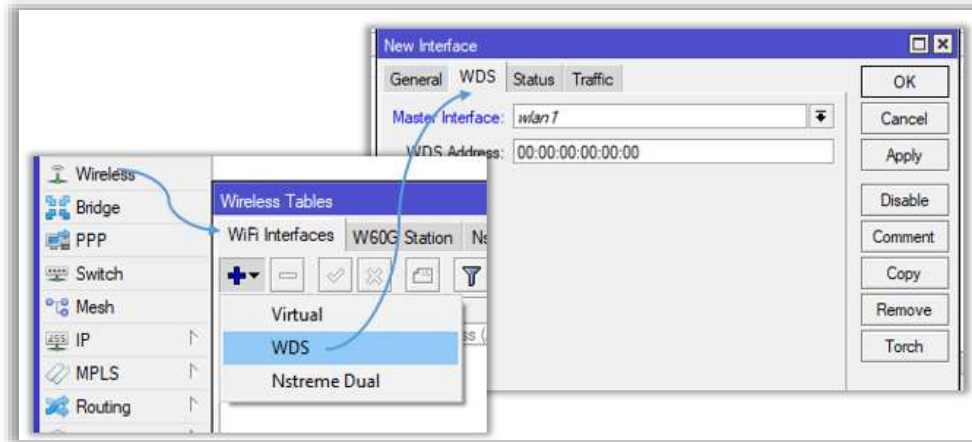 New Interface
General WDS Status Traffic
Master Interface: wlan1
WDS Address: 00:00:00:00:00:00
OK
Cancel
Apply
Disable
Comment
Copy
Remove
Torch
Wireless
Bridge
PPP
Switch
Mesh
IP
MPLS
Routing
Wireless Tables
WiFi Interfaces W60G Station
Virtual
WDS
Nstreme Dual